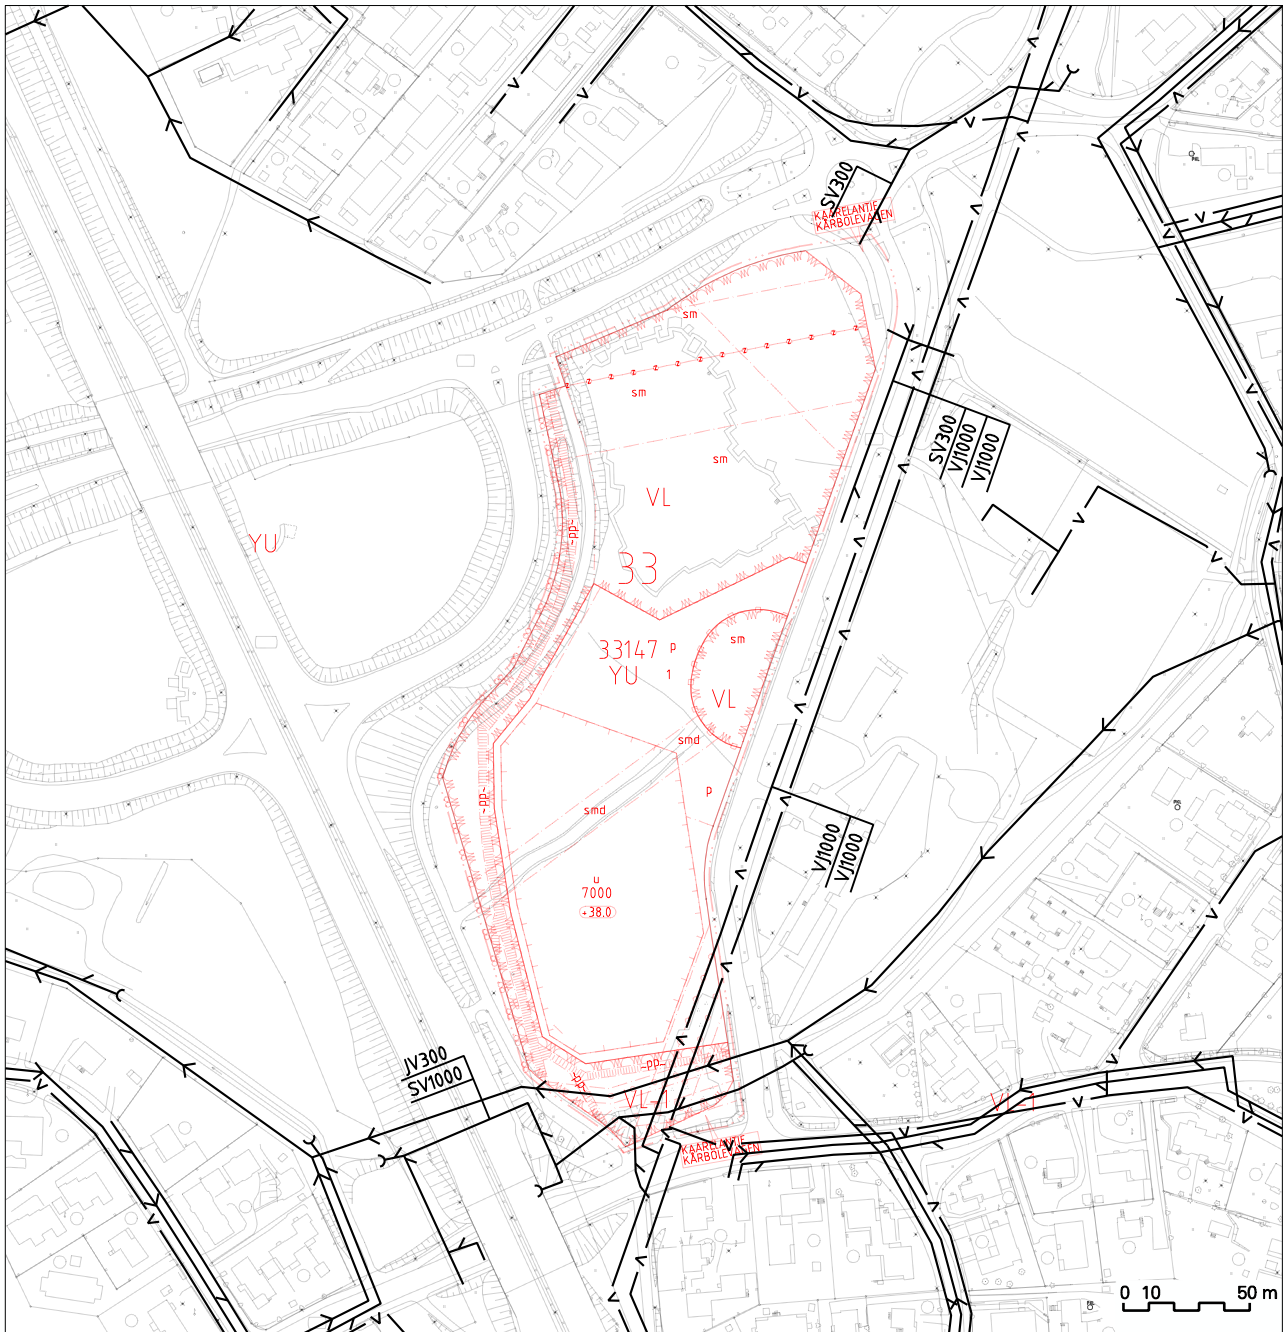 SV300
KAARELANTIE
KÅRBOLEVÄGEN
sm
sm
SV300
VJ1000
VJ1000
sm
VL
-pp-
YU
33
33147
YU
p
1
sm
VL
smd
p
-pp-
smd
VJ1000
VJ1000
u
7000
+38.0
JV300
SV1000
-pp-
-pp-
VL-1
VL-1
KAARELANTIE
KÅRBOLEVÄGEN
0 10 50 m